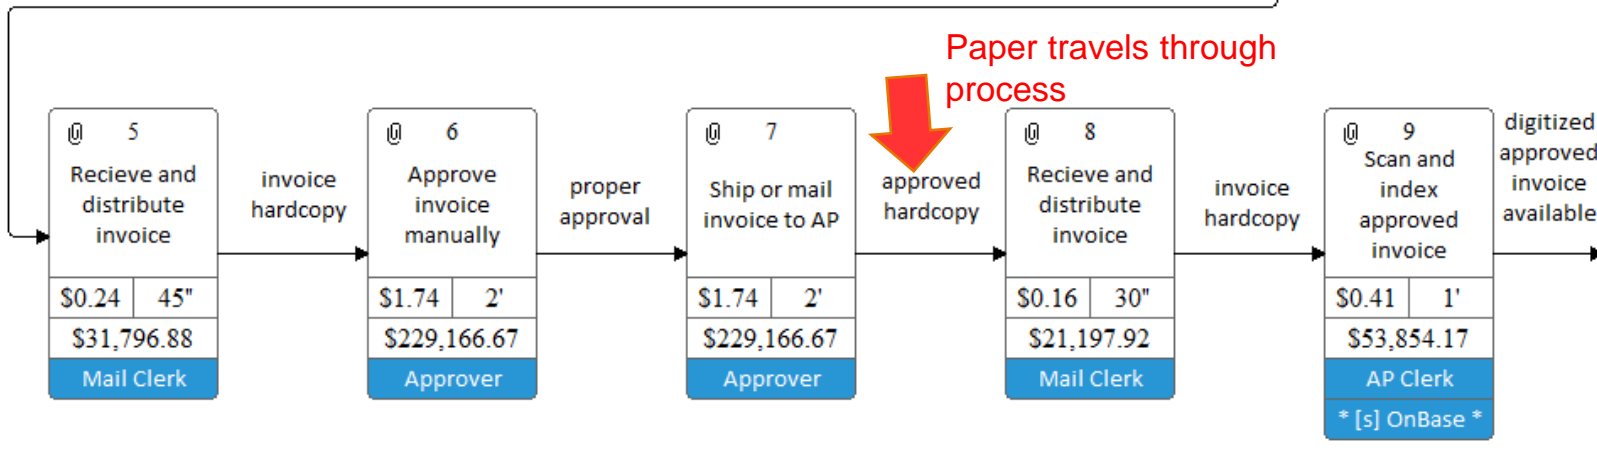 Paper travels through
process
5
Recieve and
distribute
invoice
$0.24 45"
$31,796.88
Mail Clerk
invoice
hardcopy
6
Approve
invoice
manually
$1.74 2'
$229,166.67
Approver
proper
approval
7
Ship or mail
invoice to AP
$1.74 2'
$229,166.67
Approver
approved
hardcopy
8
Recieve and
distribute
invoice
$0.16 30"
$21,197.92
Mail Clerk
invoice
hardcopy
9
Scan and
index
approved
invoice
$0.41 1'
$53,854.17
AP Clerk
* [s] OnBase *
digitized
approved
invoice
available